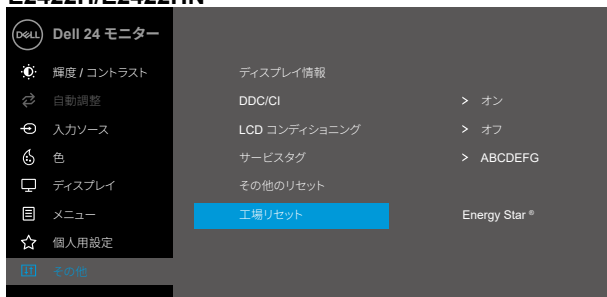 E2422H/E2422HN
DELL Dell 24 モニター
輝度 / コントラスト ディスプレイ情報
自動調整 DDC/CI > オン
入力ソース LCD コンディショニング > オフ
色 サービスタグ > ABCDEFG
ディスプレイ その他のリセット
メニュー 工場リセット Energy Star ®
個人用設定
その他